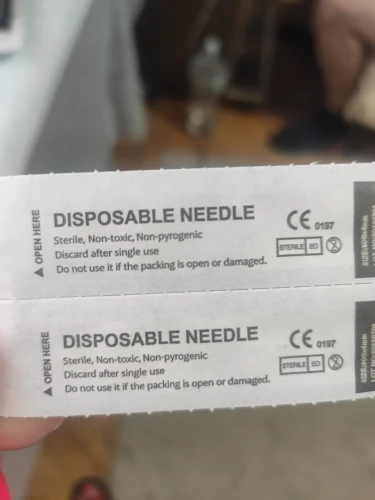 OPEN HERE
DISPOSABLE NEEDLE
Sterile, Non-toxic, Non-pyrogenic
Discard after single use
Do not use it if the packing is open or damaged.
CE 0197
STERILE EO
OPEN HERE
DISPOSABLE NEEDLE
Sterile, Non-toxic, Non-pyrogenic
Discard after single use
Do not use it if the packing is open or damaged.
CE 0197
STERILE EO